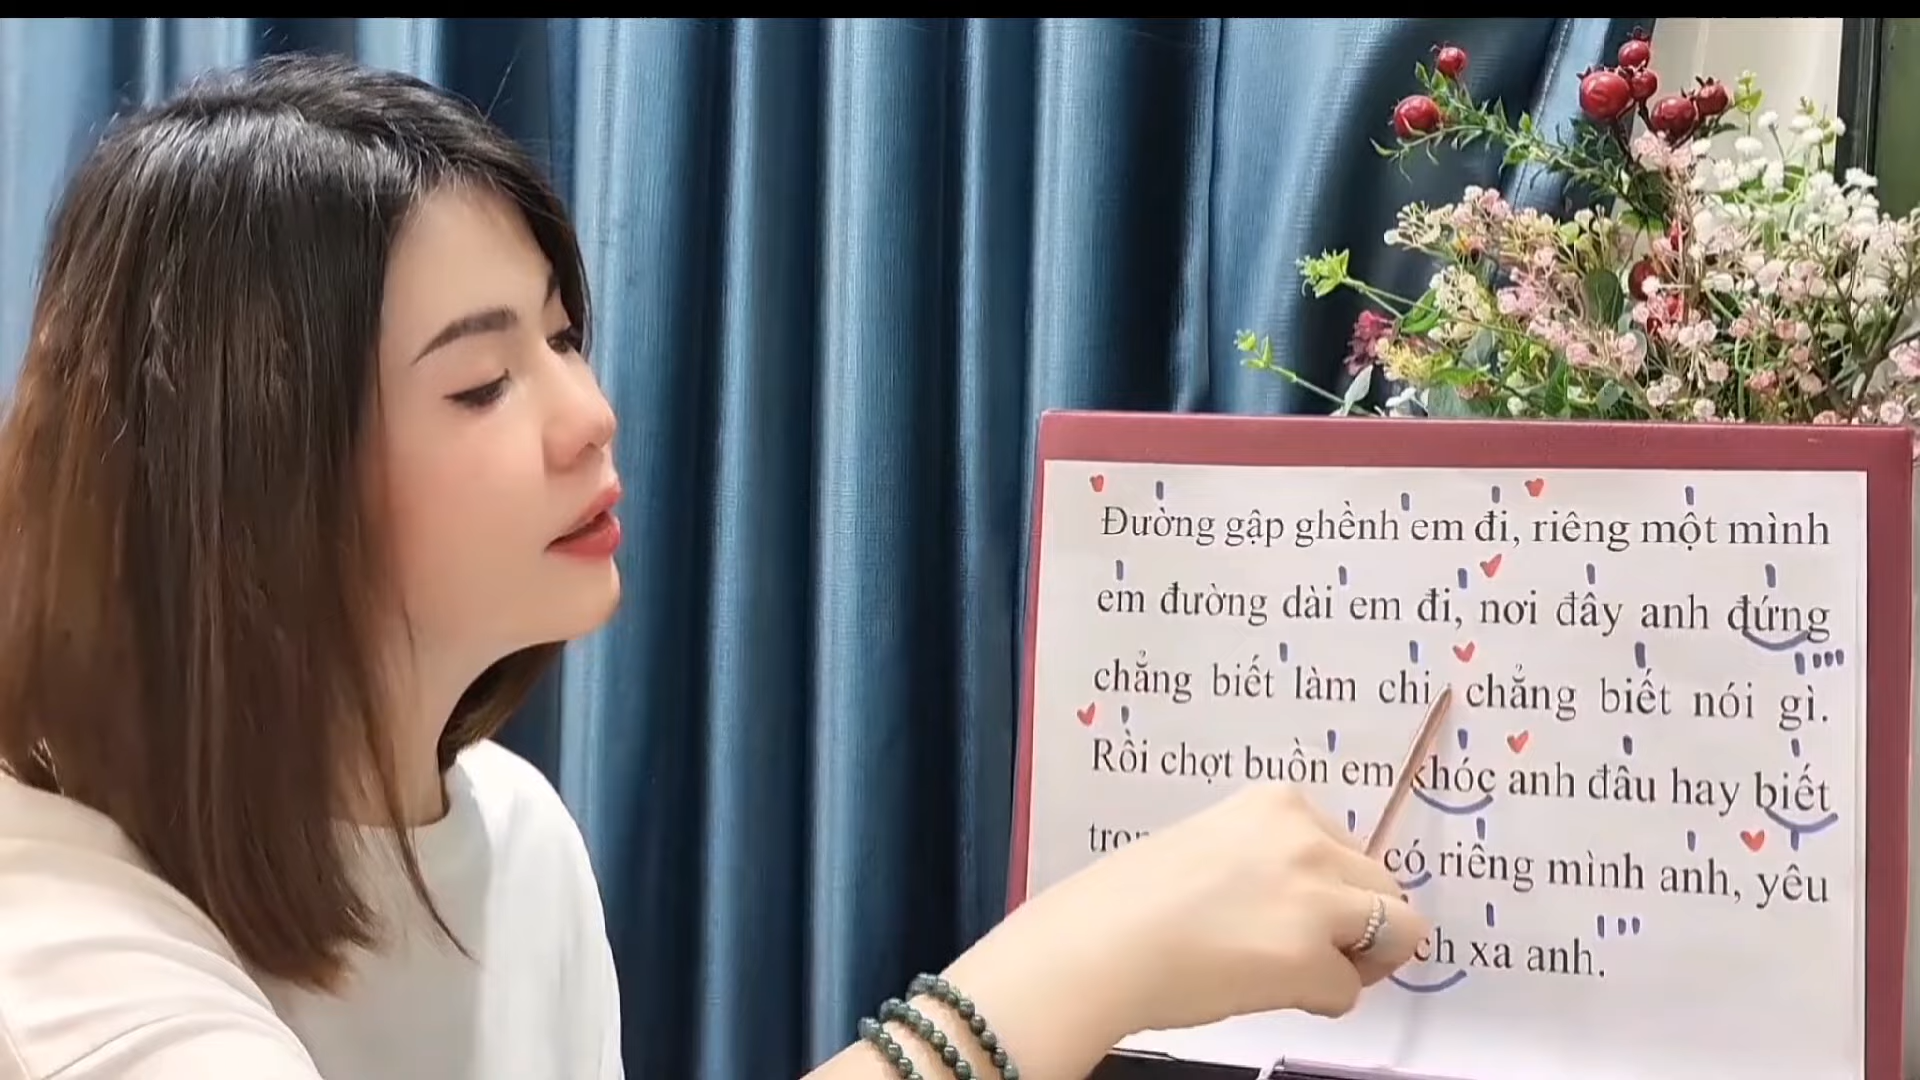 Đường gập ghềnh em đi, riêng một mình
em đường dài em đi, nơi đây anh đứng
chẳng biết làm chi chẳng biết nói gì.
Rồi chợt buồn em khóc anh đâu hay biết
có riêng mình anh, yêu
xa anh.